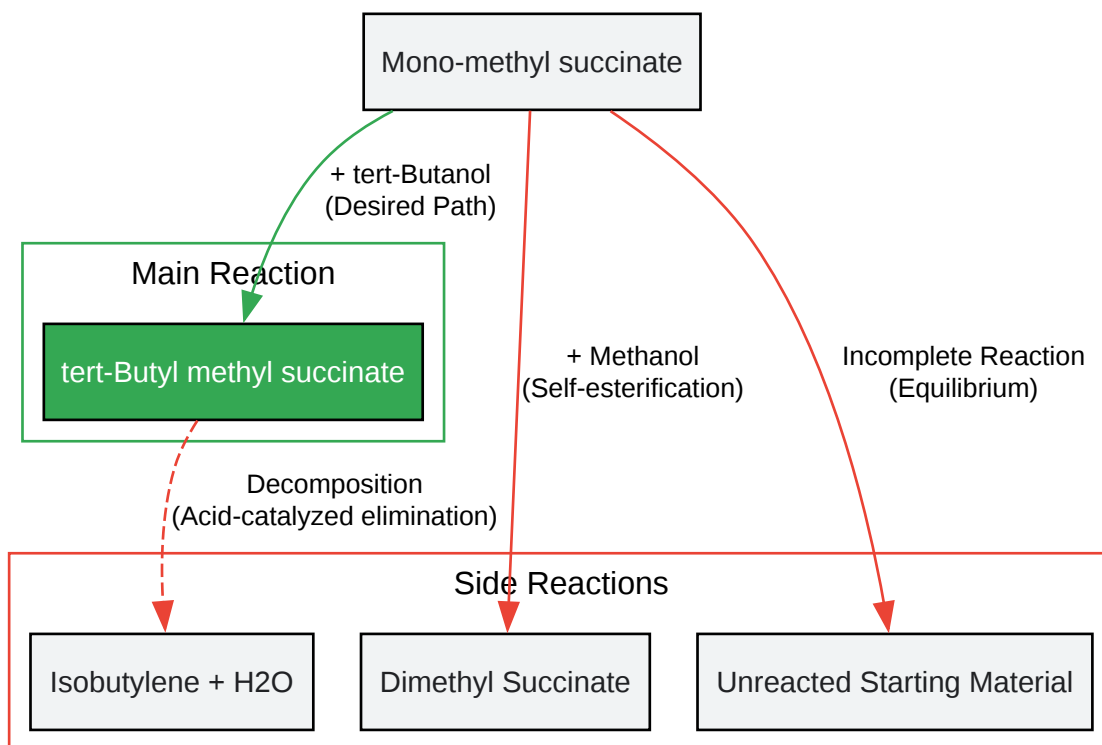 Mono-methyl succinate
+ tert-Butanol
(Desired Path)
Main Reaction
tert-Butyl methyl succinate
+ Methanol
(Self-esterification)
Incomplete Reaction
(Equilibrium)
Decomposition
(Acid-catalyzed elimination)
Side Reactions
Isobutylene + H2O
Dimethyl Succinate
Unreacted Starting Material